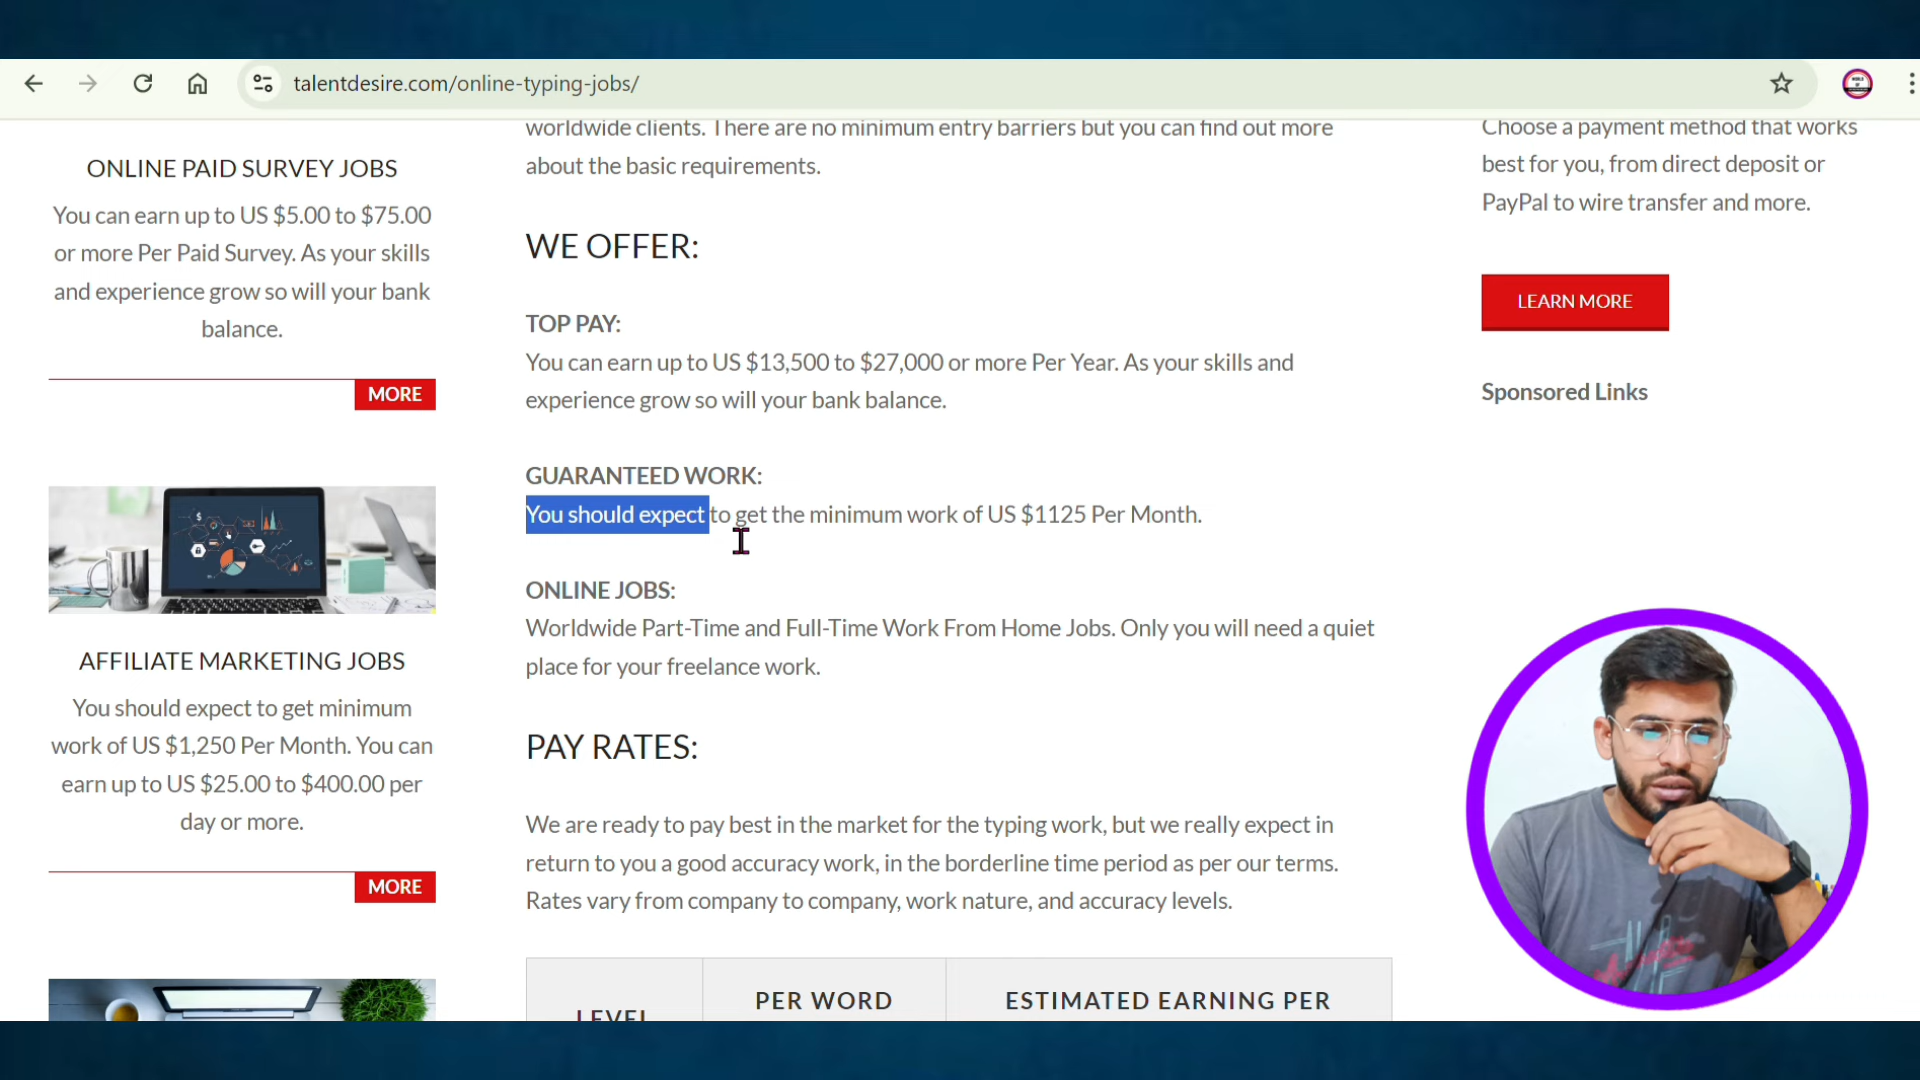 talentdesire.com/online-typing-jobs/
ONLINE PAID SURVEY JOBS
You can earn up to US $5.00 to $75.00
or more Per Paid Survey. As your skills
and experience grow so will your bank
balance.
MORE
AFFILIATE MARKETING JOBS
You should expect to get minimum
work of US $1,250 Per Month. You can
earn up to US $25.00 to $400.00 per
day or more.
MORE
worldwide clients. There are no minimum entry barriers but you can find out more
about the basic requirements.
WE OFFER:
TOP PAY:
You can earn up to US $13,500 to $27,000 or more Per Year. As your skills and
experience grow so will your bank balance.
GUARANTEED WORK:
You should expect to get the minimum work of US $1125 Per Month.
ONLINE JOBS:
Worldwide Part-Time and Full-Time Work From Home Jobs. Only you will need a quiet
place for your freelance work.
PAY RATES:
We are ready to pay best in the market for the typing work, but we really expect in
return to you a good accuracy work, in the borderline time period as per our terms.
Rates vary from company to company, work nature, and accuracy levels.
LEVEL
PER WORD
ESTIMATED EARNING PER
Choose a payment method that works
best for you, from direct deposit or
PayPal to wire transfer and more.
LEARN MORE
Sponsored Links